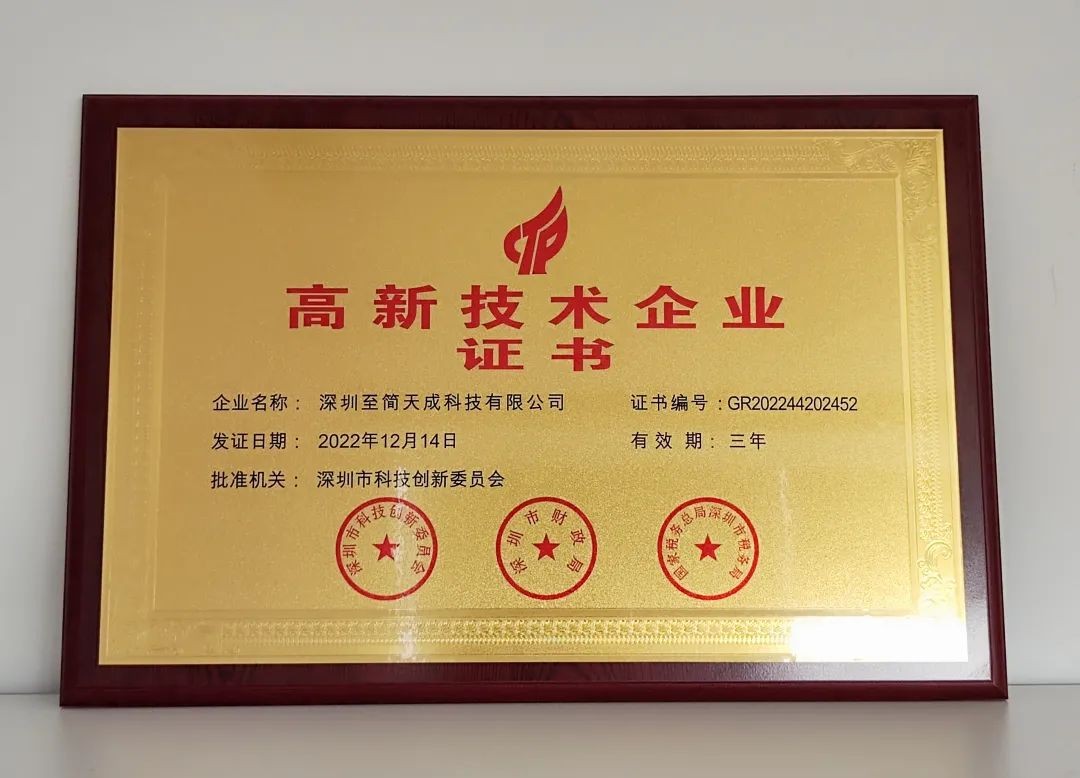 CTP
高新技术企业
证书
企业名称： 深圳至简天成科技有限公司 证书编号：GR202244202452
发证日期： 2022年12月14日 有效 期： 三年
批准机关： 深圳市科技创新委员会
深圳市科技创新委员会
深圳市财政局
国家税务总局深圳市税务局